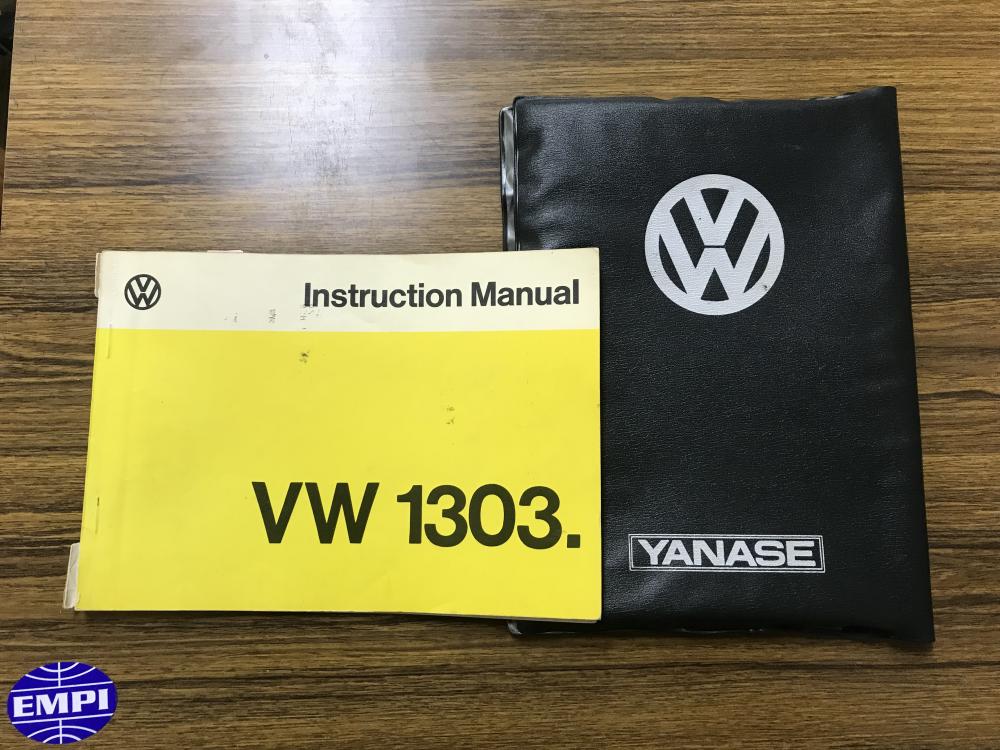 Instruction Manual
VW 1303.
YANASE
EMPI